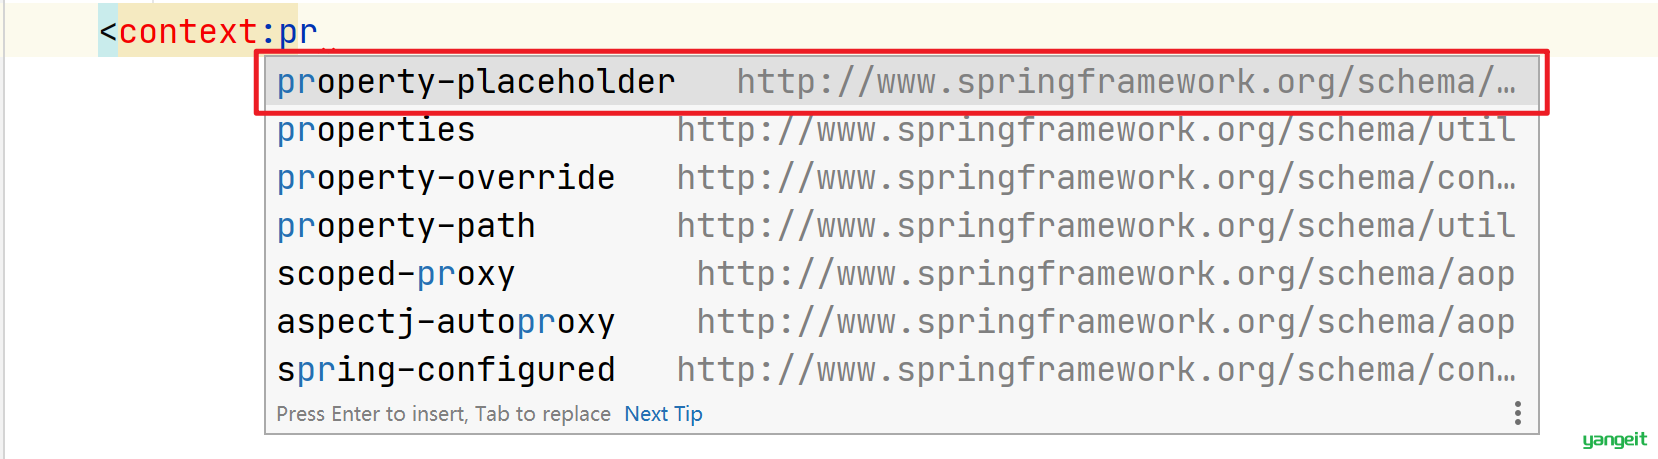 <context:pr
property-placeholder http://www.springframework.org/schema/…
properties http://www.springframework.org/schema/util
property-override http://www.springframework.org/schema/con…
property-path http://www.springframework.org/schema/util
scoped-proxy http://www.springframework.org/schema/aop
aspectj-autoproxy http://www.springframework.org/schema/aop
spring-configured http://www.springframework.org/schema/con…
Press Enter to insert, Tab to replace Next Tip
yangeit